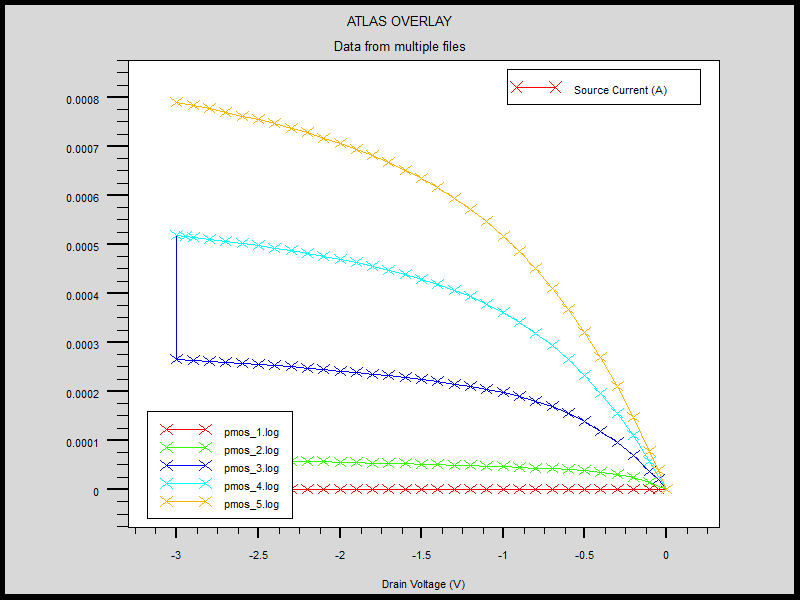 ATLAS OVERLAY
Data from multiple files
Source Current (A)
0.0008
0.0007
0.0006
0.0005
0.0004
0.0003
0.0002
0.0001
0
pmos_1.log
pmos_2.log
pmos_3.log
pmos_4.log
pmos_5.log
-3 -2.5 -2 -1.5 -1 -0.5 0
Drain Voltage (V)